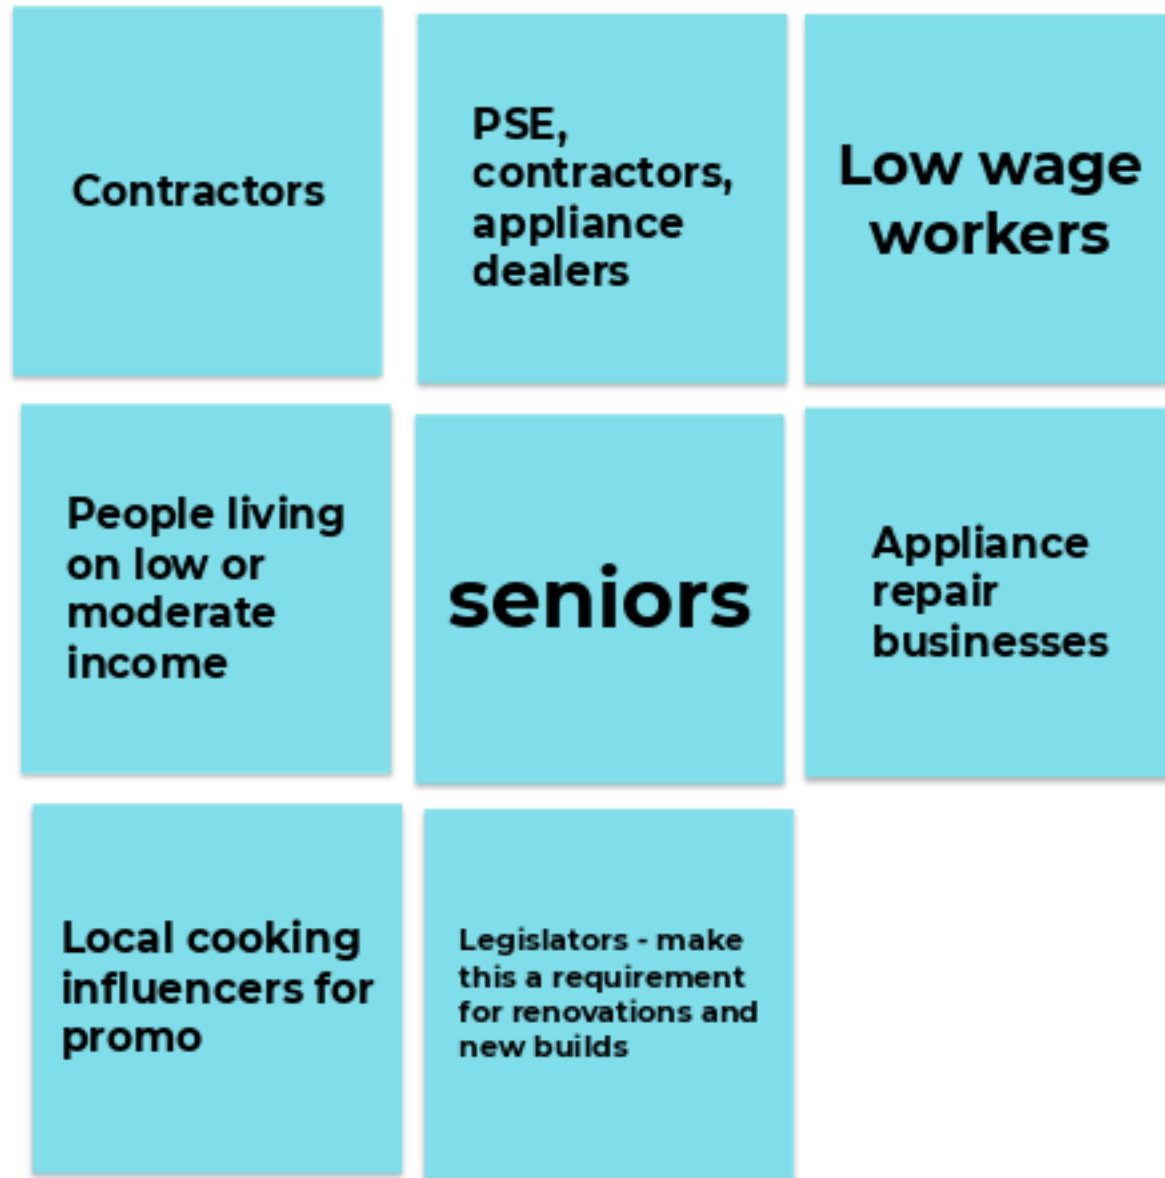 Contractors
PSE,
contractors,
appliance
dealers
Low wage
workers
People living
on low or
moderate
income
seniors
Appliance
repair
businesses
Local cooking
influencers for
promo
Legislators - make
this a requirement
for renovations and
new builds